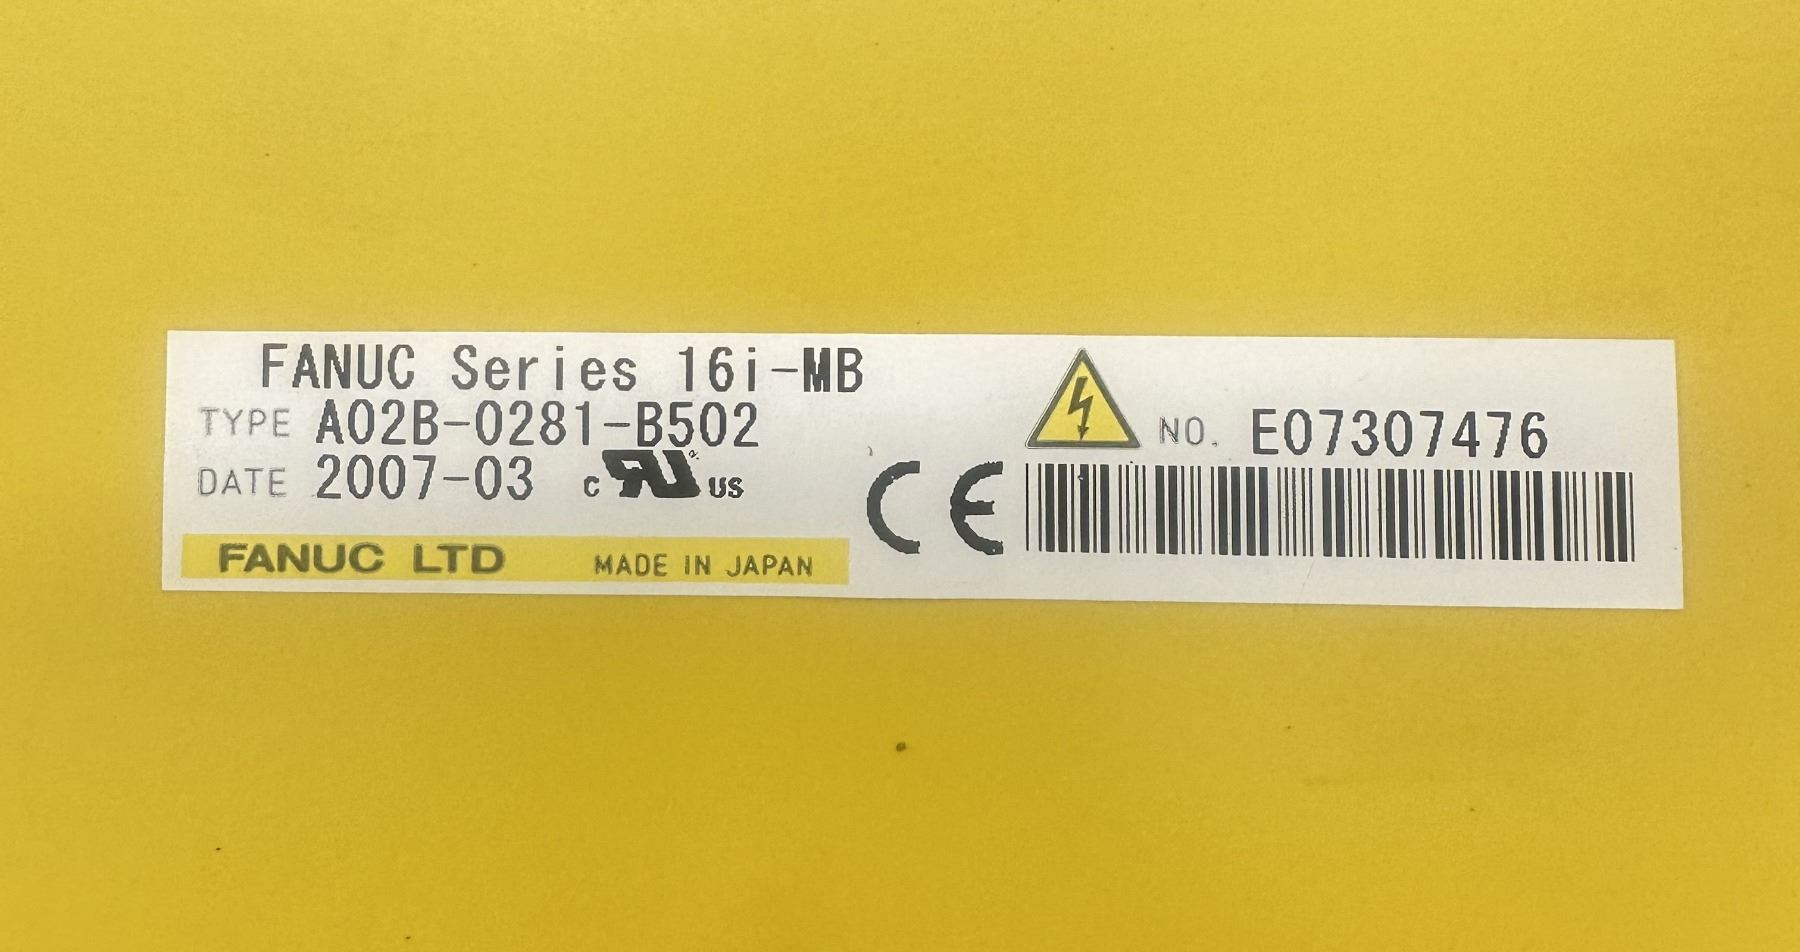 FANUC Series 16i-MB
TYPE A02B-0281-B502
DATE 2007-03 c RU US
FANUC LTD MADE IN JAPAN
CE
NO. E07307476